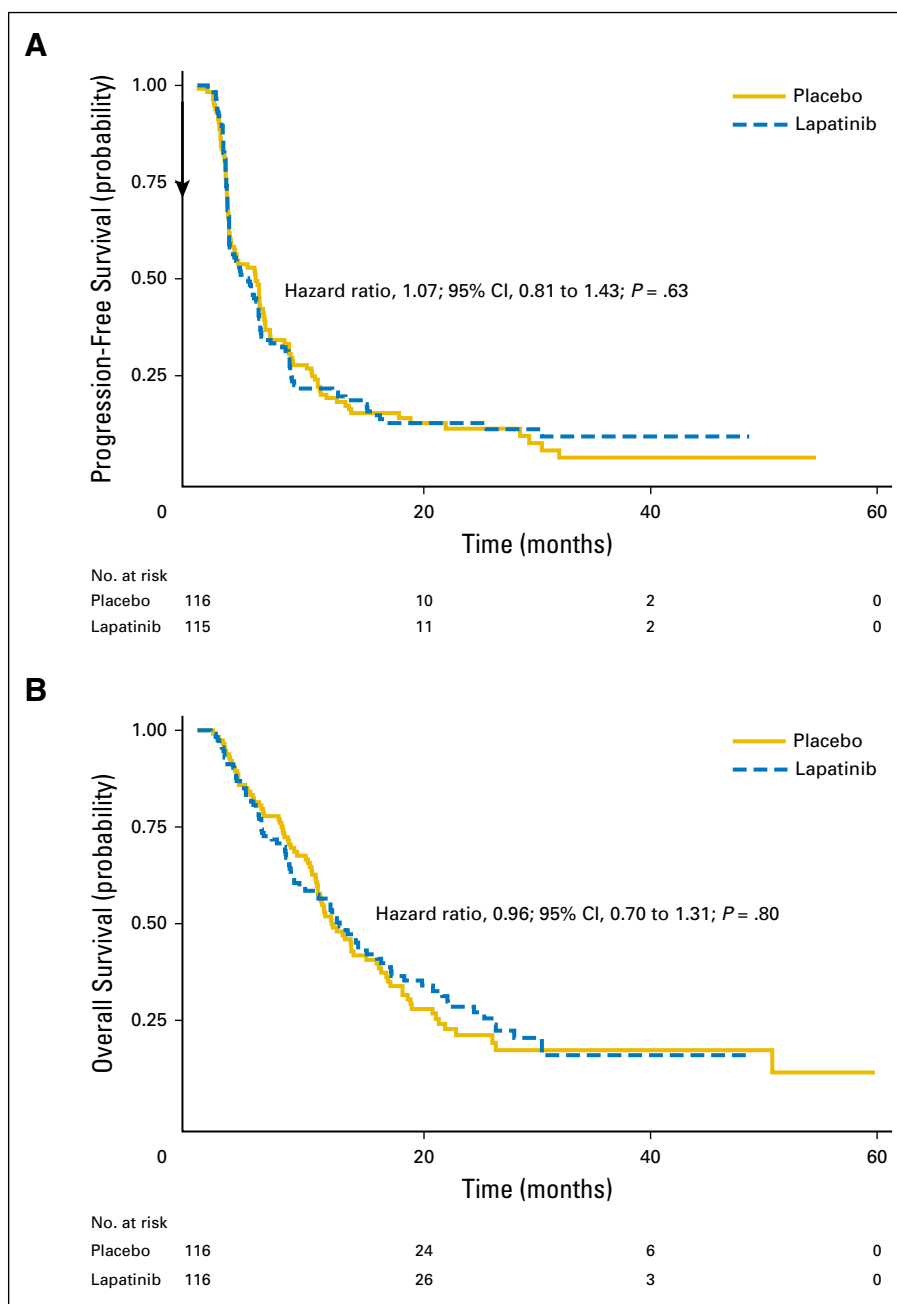 A
Progression-Free Survival (probability)
1.00
0.75
0.50
0.25
Placebo
Lapatinib
Hazard ratio, 1.07; 95% CI, 0.81 to 1.43; P = .63
0 20 40 60
Time (months)
No. at risk
Placebo 116 10 2 0
Lapatinib 115 11 2 0
B
Overall Survival (probability)
1.00
0.75
0.50
0.25
Placebo
Lapatinib
Hazard ratio, 0.96; 95% CI, 0.70 to 1.31; P = .80
0 20 40 60
Time (months)
No. at risk
Placebo 116 24 6 0
Lapatinib 116 26 3 0